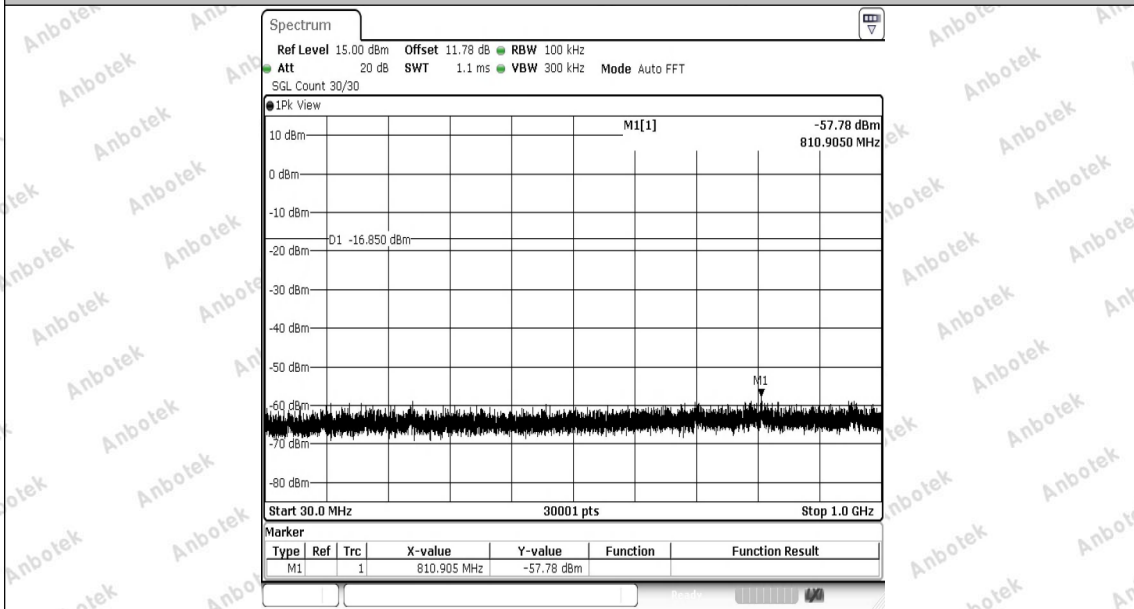 Spectrum
Ref Level 15.00 dBm Offset 11.78 dB RBW 100 kHz
Att 20 dB SWT 1.1 ms VBW 300 kHz Mode Auto FFT
SGL Count 30/30
1Pk View
M1[1] -57.78 dBm
810.9050 MHz
10 dBm
0 dBm
-10 dBm
D1 -16.850 dBm
-20 dBm
-30 dBm
-40 dBm
-50 dBm
M1
-60 dBm
-70 dBm
-80 dBm
Start 30.0 MHz 30001 pts Stop 1.0 GHz
Marker
Type Ref Trc X-value Y-value Function Function Result
M1 1 810.905 MHz -57.78 dBm
Ready
Anbotek